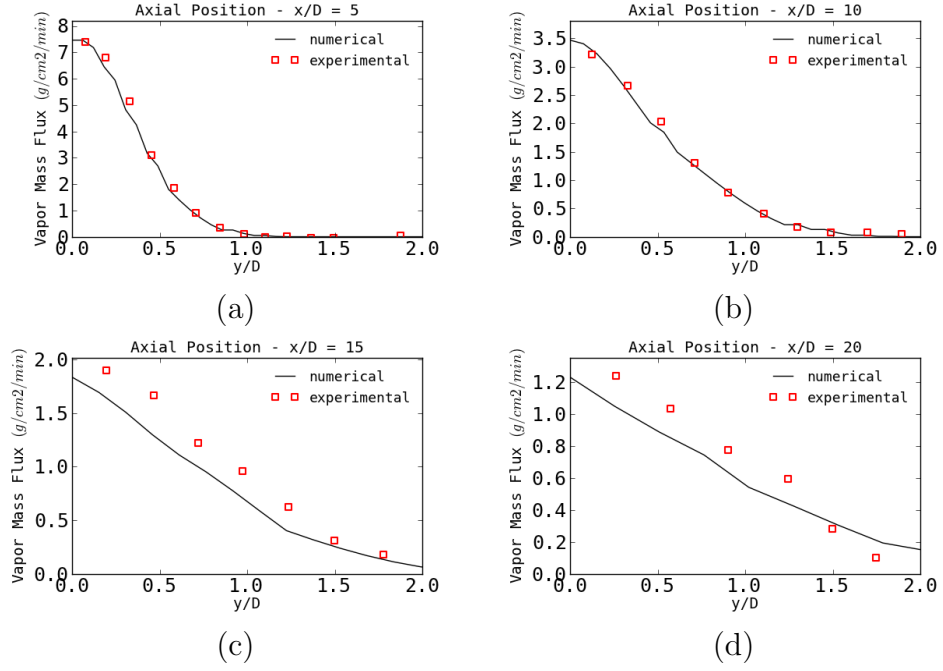 Axial Position - x/D = 5
8
7
6
5
4
3
2
1
0
Vapor Mass Flux (g/cm2/min)
numerical
experimental
0.0 0.5 1.0 1.5 2.0
y/D
(a)
Axial Position - x/D = 10
3.5
3.0
2.5
2.0
1.5
1.0
0.5
0.0
Vapor Mass Flux (g/cm2/min)
numerical
experimental
0.0 0.5 1.0 1.5 2.0
y/D
(b)
Axial Position - x/D = 15
2.0
1.5
1.0
0.5
0.0
Vapor Mass Flux (g/cm2/min)
numerical
experimental
0.0 0.5 1.0 1.5 2.0
y/D
(c)
Axial Position - x/D = 20
1.2
1.0
0.8
0.6
0.4
0.2
0.0
Vapor Mass Flux (g/cm2/min)
numerical
experimental
0.0 0.5 1.0 1.5 2.0
y/D
(d)